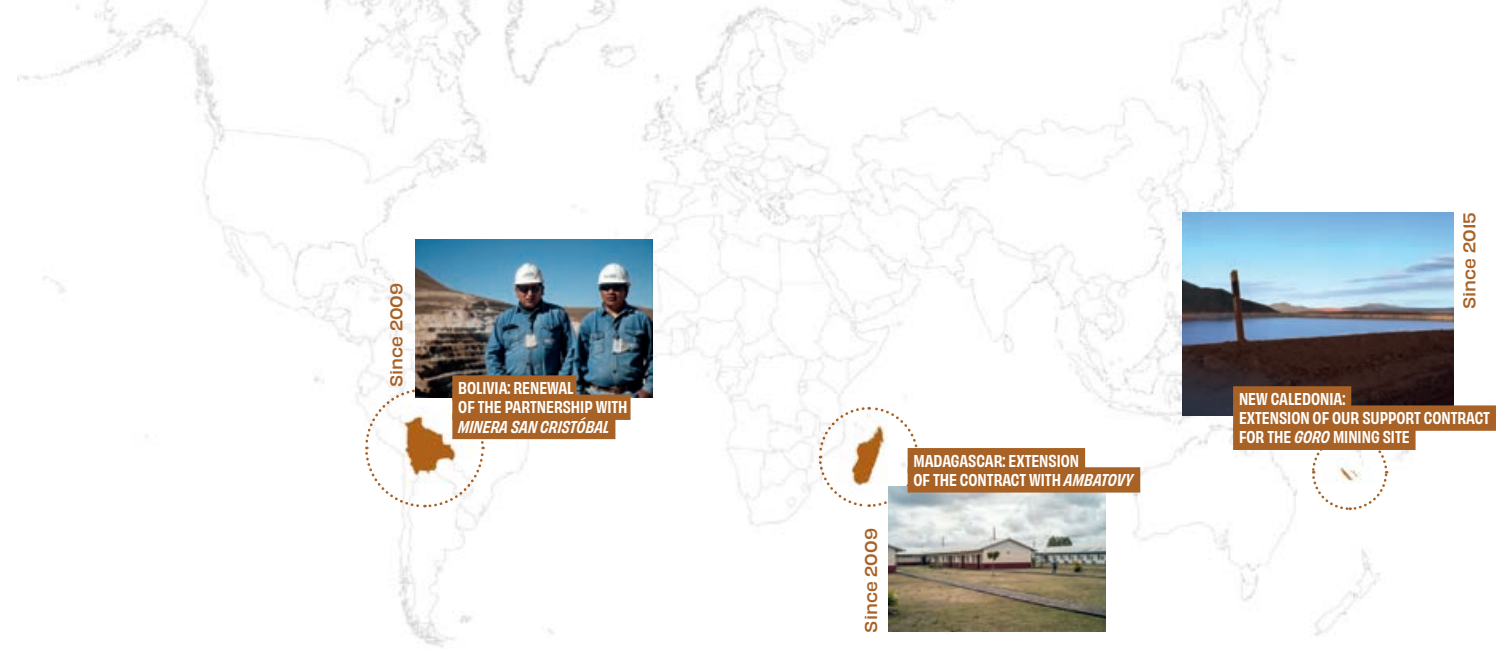 Since 2009
BOLIVIA: RENEWAL
OF THE PARTNERSHIP WITH
MINERA SAN CRISTÓBAL
Since 2009
MADAGASCAR: EXTENSION
OF THE CONTRACT WITH AMBATOVY
Since 2015
NEW CALEDONIA:
EXTENSION OF OUR SUPPORT CONTRACT
FOR THE GORO MINING SITE